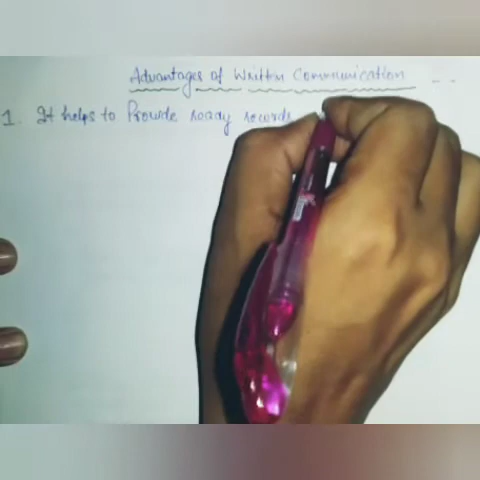 Advantages of Written Communication --
1. It helps to Provide ready records